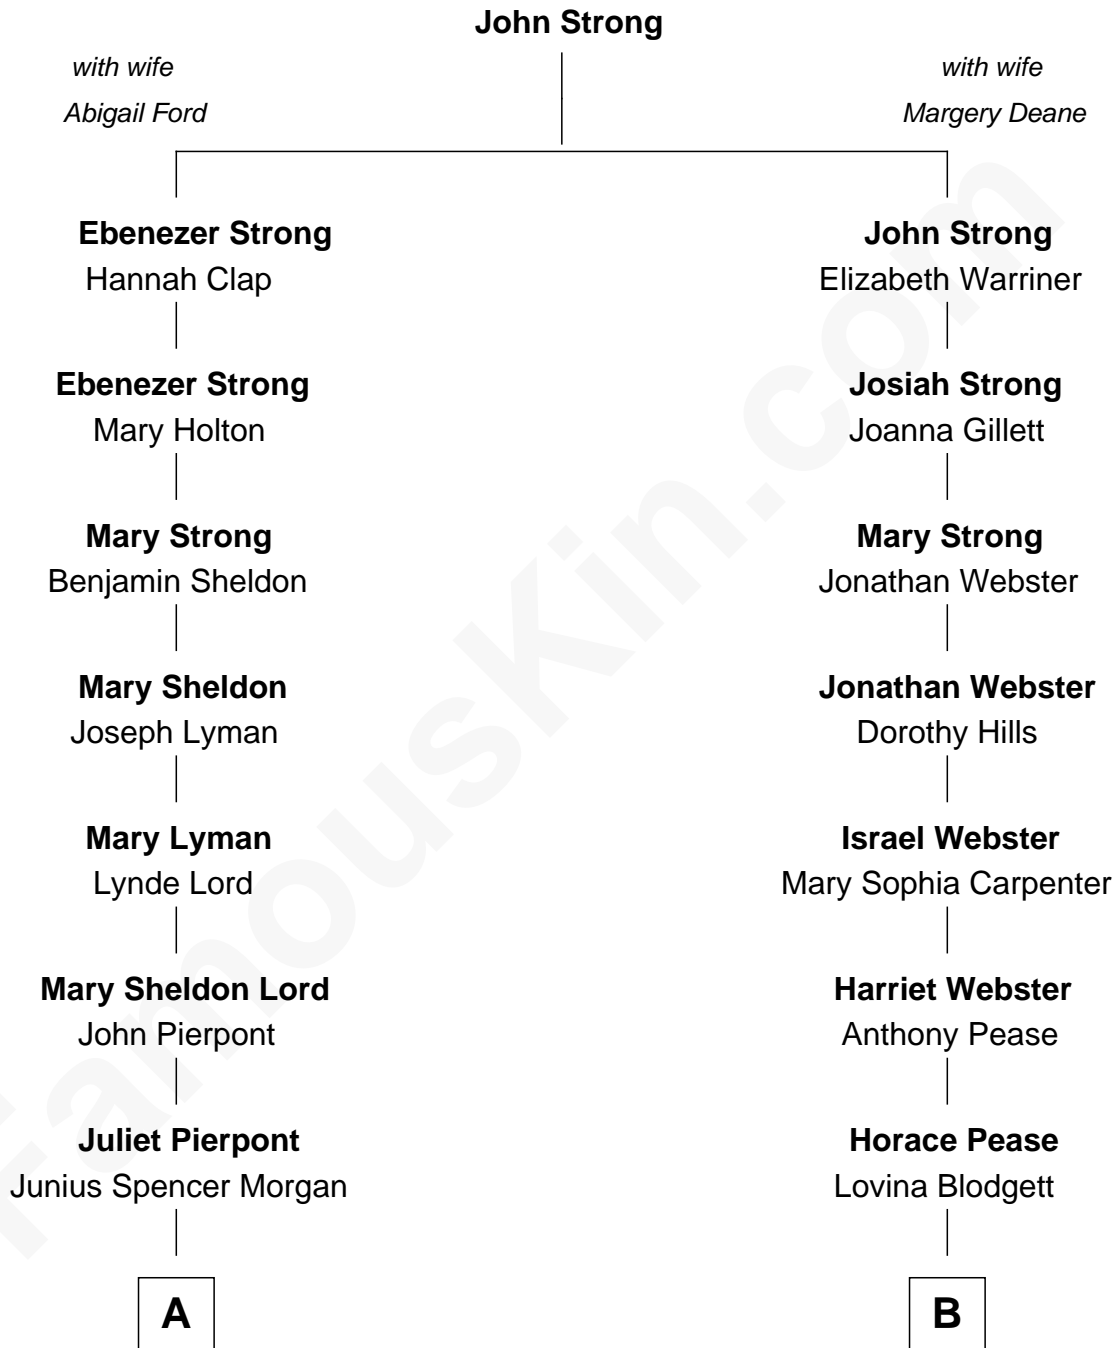 John Strong
with wife
Abigail Ford
with wife
Margery Deane
Ebenezer Strong
Hannah Clap
John Strong
Elizabeth Warriner
Ebenezer Strong
Mary Holton
Josiah Strong
Joanna Gillett
Mary Strong
Benjamin Sheldon
Mary Strong
Jonathan Webster
Mary Sheldon
Joseph Lyman
Jonathan Webster
Dorothy Hills
Mary Lyman
Lynde Lord
Israel Webster
Mary Sophia Carpenter
Mary Sheldon Lord
John Pierpont
Harriet Webster
Anthony Pease
Juliet Pierpont
Junius Spencer Morgan
Horace Pease
Lovina Blodgett
A
B
FamousKin.com